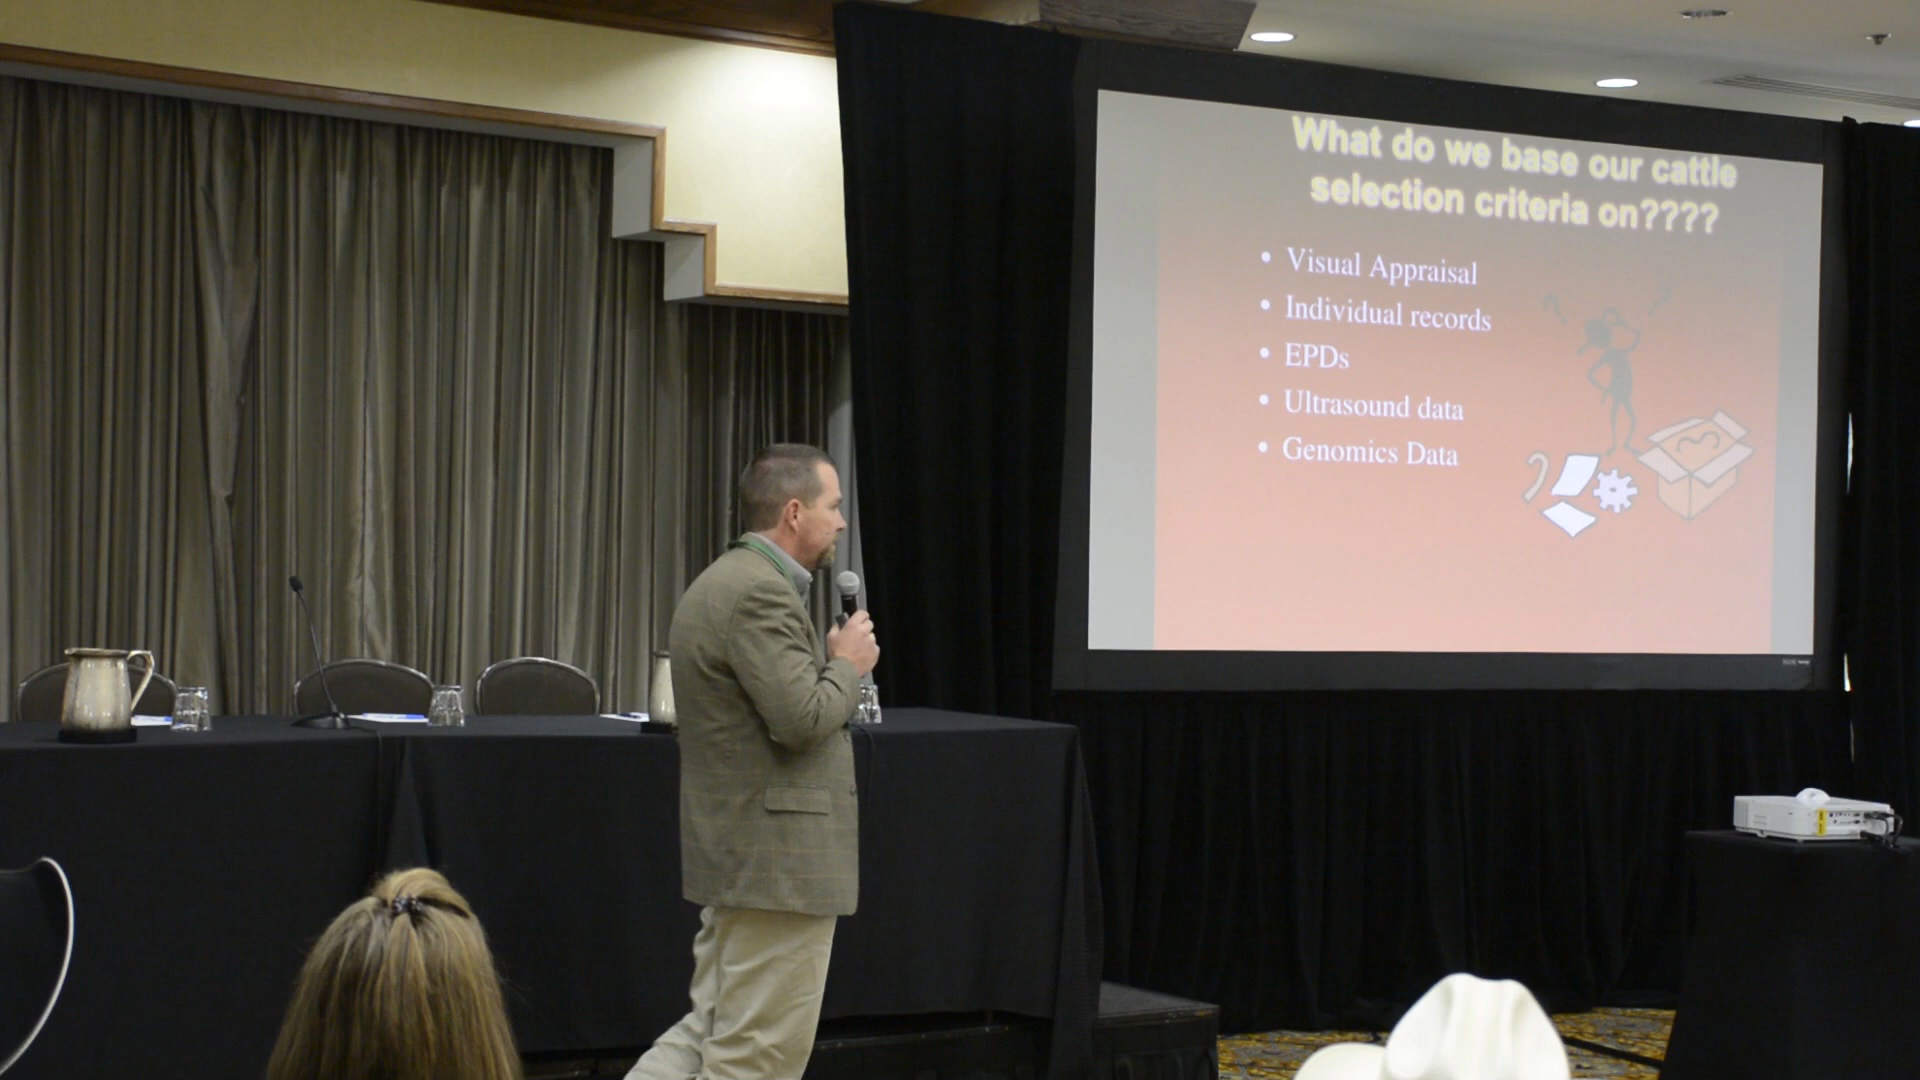 What do we base our cattle
selection criteria on????
• Visual Appraisal
• Individual records
• EPDs
• Ultrasound data
• Genomics Data